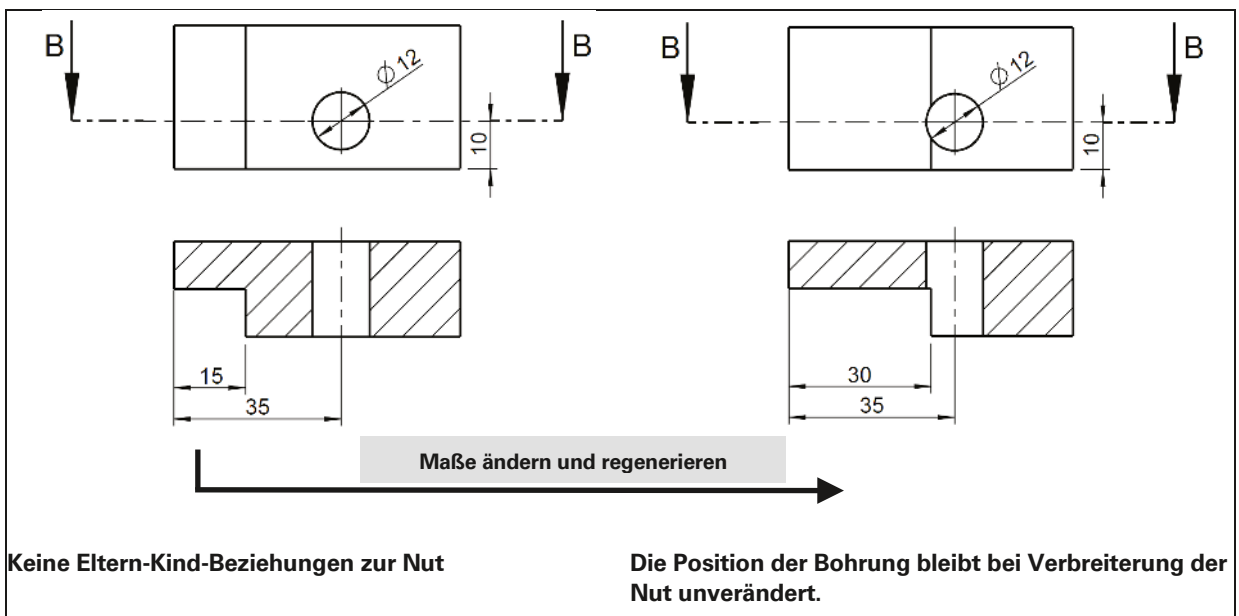 B
B
Ø 12
10
15
35
B
B
Ø 12
10
30
35
Maße ändern und regenerieren
Keine Eltern-Kind-Beziehungen zur Nut
Die Position der Bohrung bleibt bei Verbreiterung der
Nut unverändert.